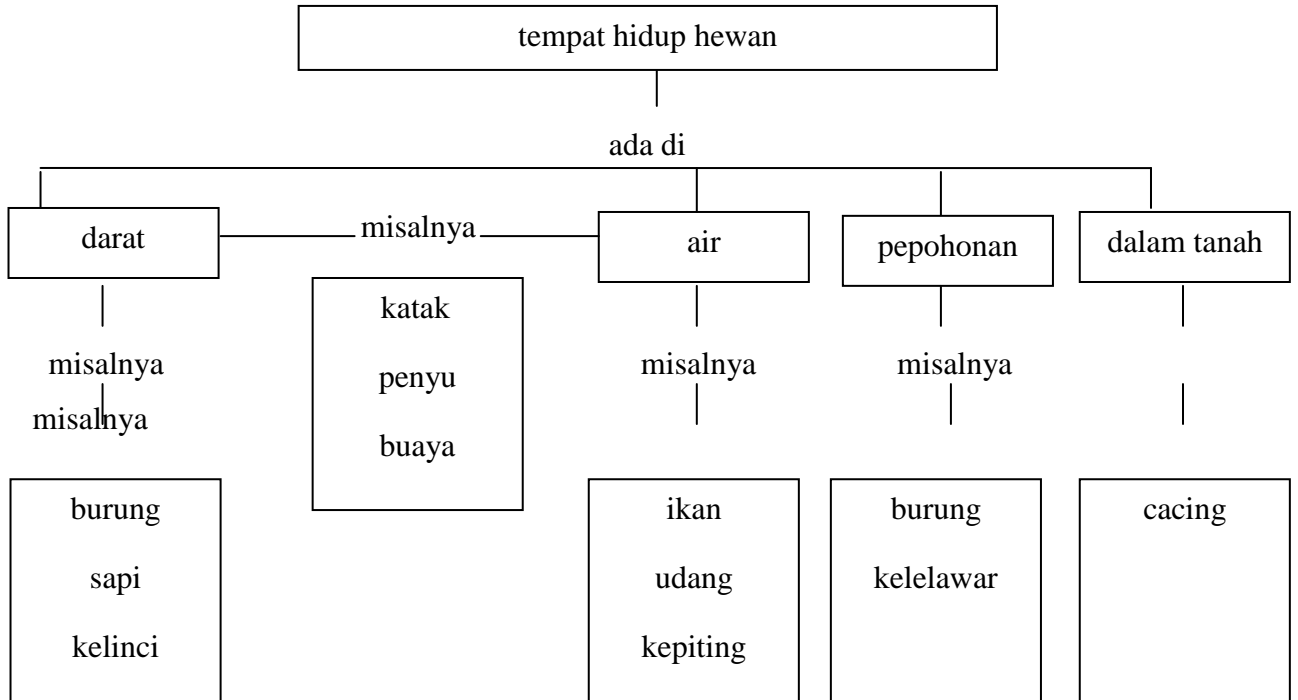 tempat hidup hewan
ada di
darat
misalnya
air
pepohonan
dalam tanah
katak
penyu
buaya
misalnya
misalnya
misalnya
misalnya
burung
sapi
kelinci
ikan
udang
kepiting
burung
kelelawar
cacing